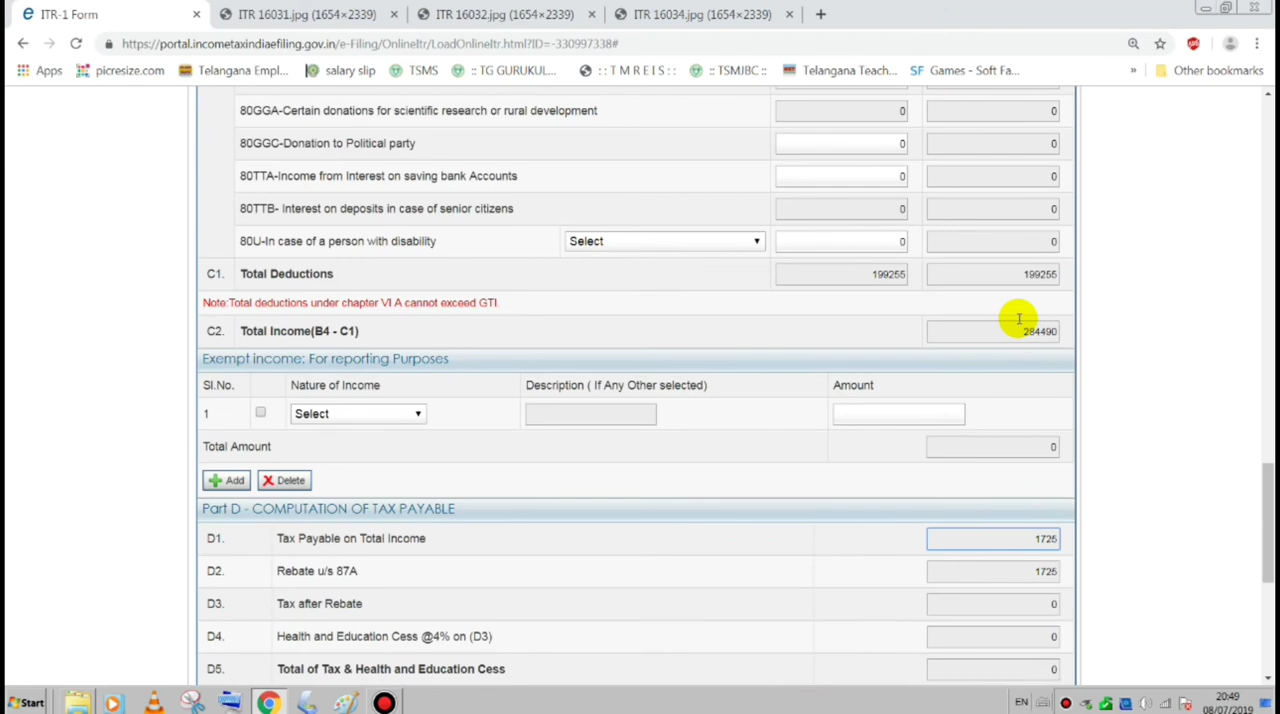 ITR-1 Form
ITR 16031.jpg (1654×2339)
ITR 16032.jpg (1654×2339)
ITR 16034.jpg (1654×2339)
https://portal.incometaxindiaefiling.gov.in/e-Filing/OnlineItr/LoadOnlineItr.html?ID=-330997338#
Apps picresize.com Telangana Empl... salary slip TSMS :: TG GURUKUL... : : T M R E I S : : :: TSMJBC :: Telangana Teach... SF Games - Soft Fa... » Other bookmarks
80GGA-Certain donations for scientific research or rural development 0 0
80GGC-Donation to Political party 0 0
80TTA-Income from Interest on saving bank Accounts 0 0
80TTB- Interest on deposits in case of senior citizens 0 0
80U-In case of a person with disability Select 0 0
C1. Total Deductions 199255 199255
Note:Total deductions under chapter VI A cannot exceed GTI.
C2. Total Income(B4 - C1) 284490
Exempt income: For reporting Purposes
Sl.No. Nature of Income Description ( If Any Other selected) Amount
1 Select
Total Amount 0
Add Delete
Part D - COMPUTATION OF TAX PAYABLE
D1. Tax Payable on Total Income 1725
D2. Rebate u/s 87A 1725
D3. Tax after Rebate 0
D4. Health and Education Cess @4% on (D3) 0
D5. Total of Tax & Health and Education Cess 0
Start EN 20:49
08/07/2019